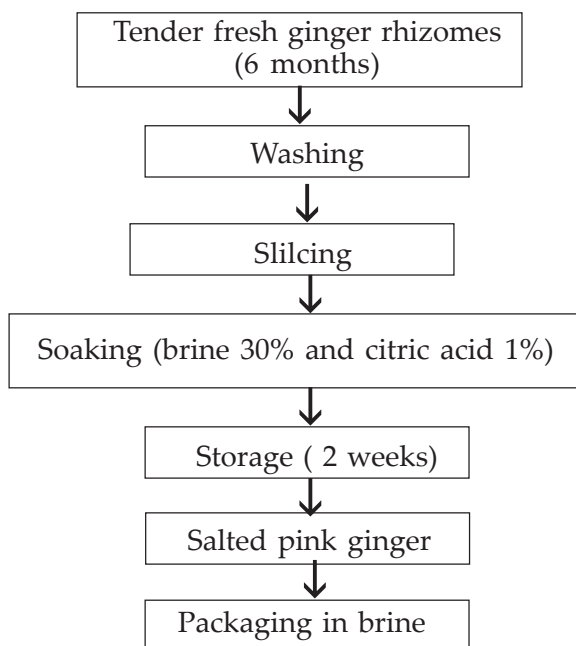 Tender fresh ginger rhizomes
(6 months)
Washing
Slilcing
Soaking (brine 30% and citric acid 1%)
Storage ( 2 weeks)
Salted pink ginger
Packaging in brine